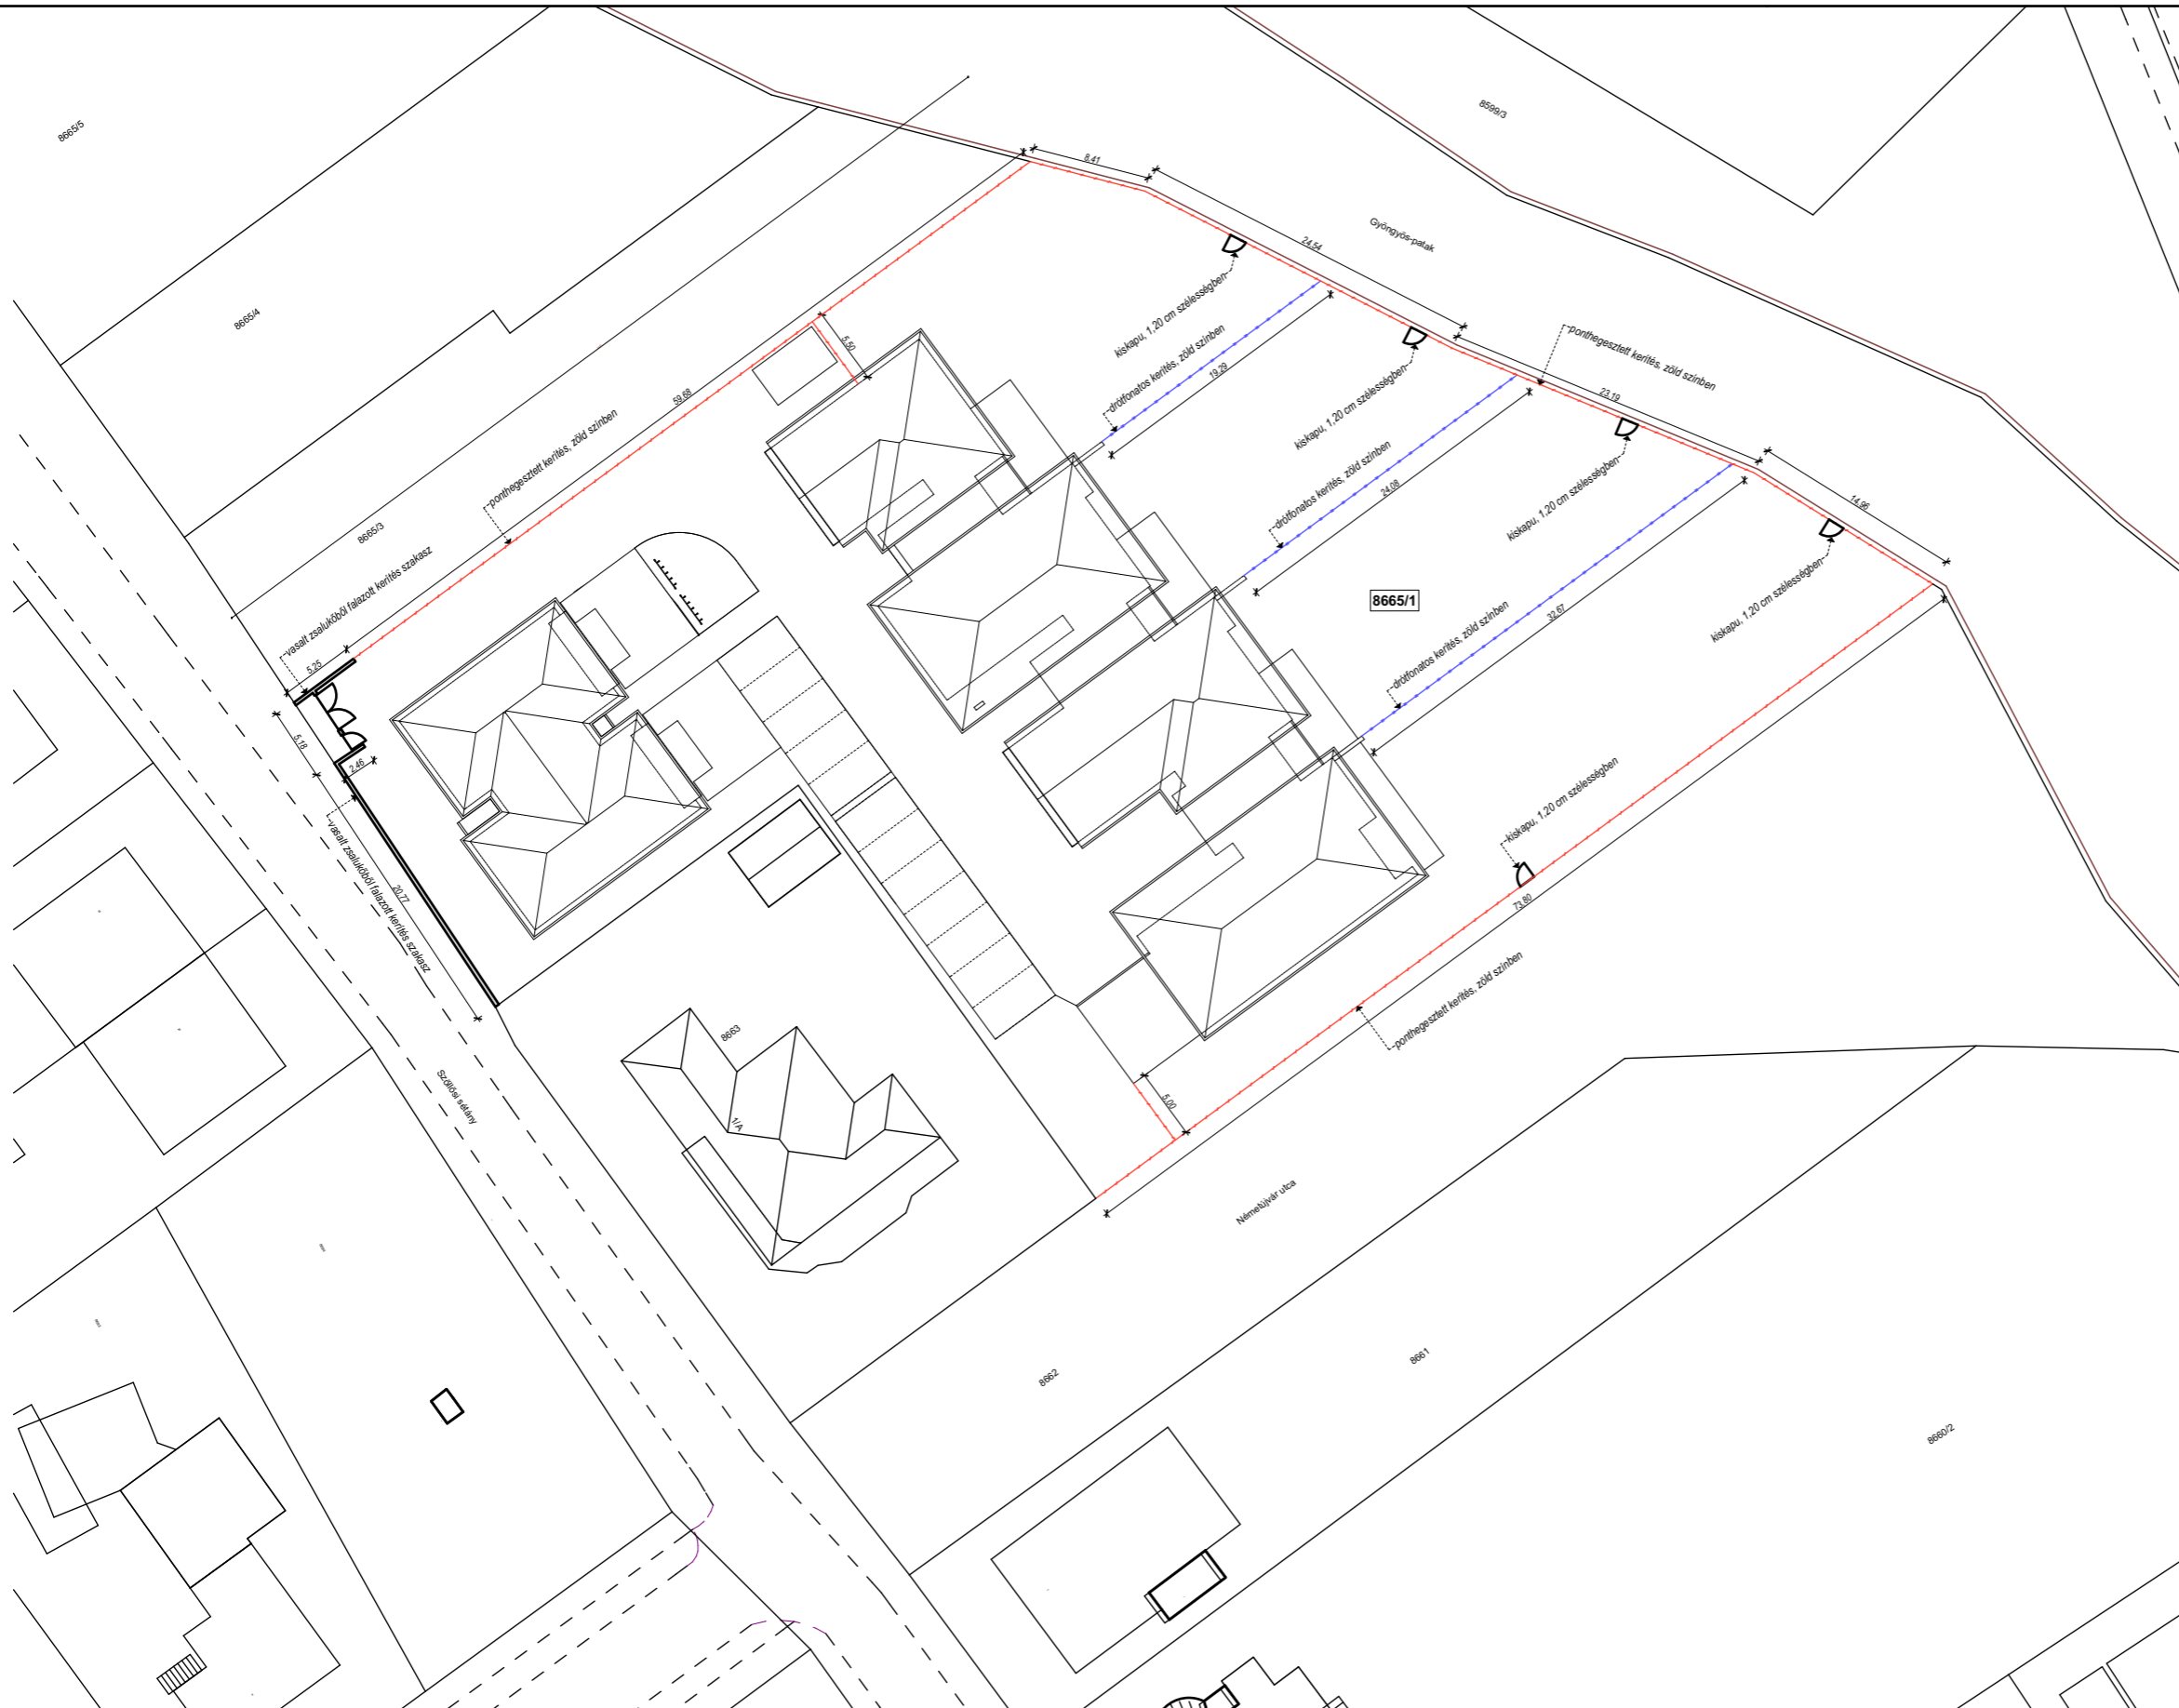 8665/5
8599/3
8,41
24,54
Gyöngyös-patak
8665/4
kiskapu, 1,20 cm szélességben
drótfonatos kerítés, zöld színben
19,29
5,50
59,68
ponthegesztett kerítés, zöld színben
kiskapu, 1,20 cm szélességben
ponthegesztett kerítés, zöld színben
23,19
drótfonatos kerítés, zöld színben
24,08
14,96
kiskapu, 1,20 cm szélességben
8665/3
vasalt zsalukőből falazott kerítés szakasz
5,25
8665/1
drótfonatos kerítés, zöld színben
32,67
kiskapu, 1,20 cm szélességben
5,18
2,46
vasalt zsalukőből falazott kerítés szakasz
20,77
kiskapu, 1,20 cm szélességben
73,80
ponthegesztett kerítés, zöld színben
8663
1/A
Szőllősi sétány
5,00
Németújvár utca
8662
8661
8660/2